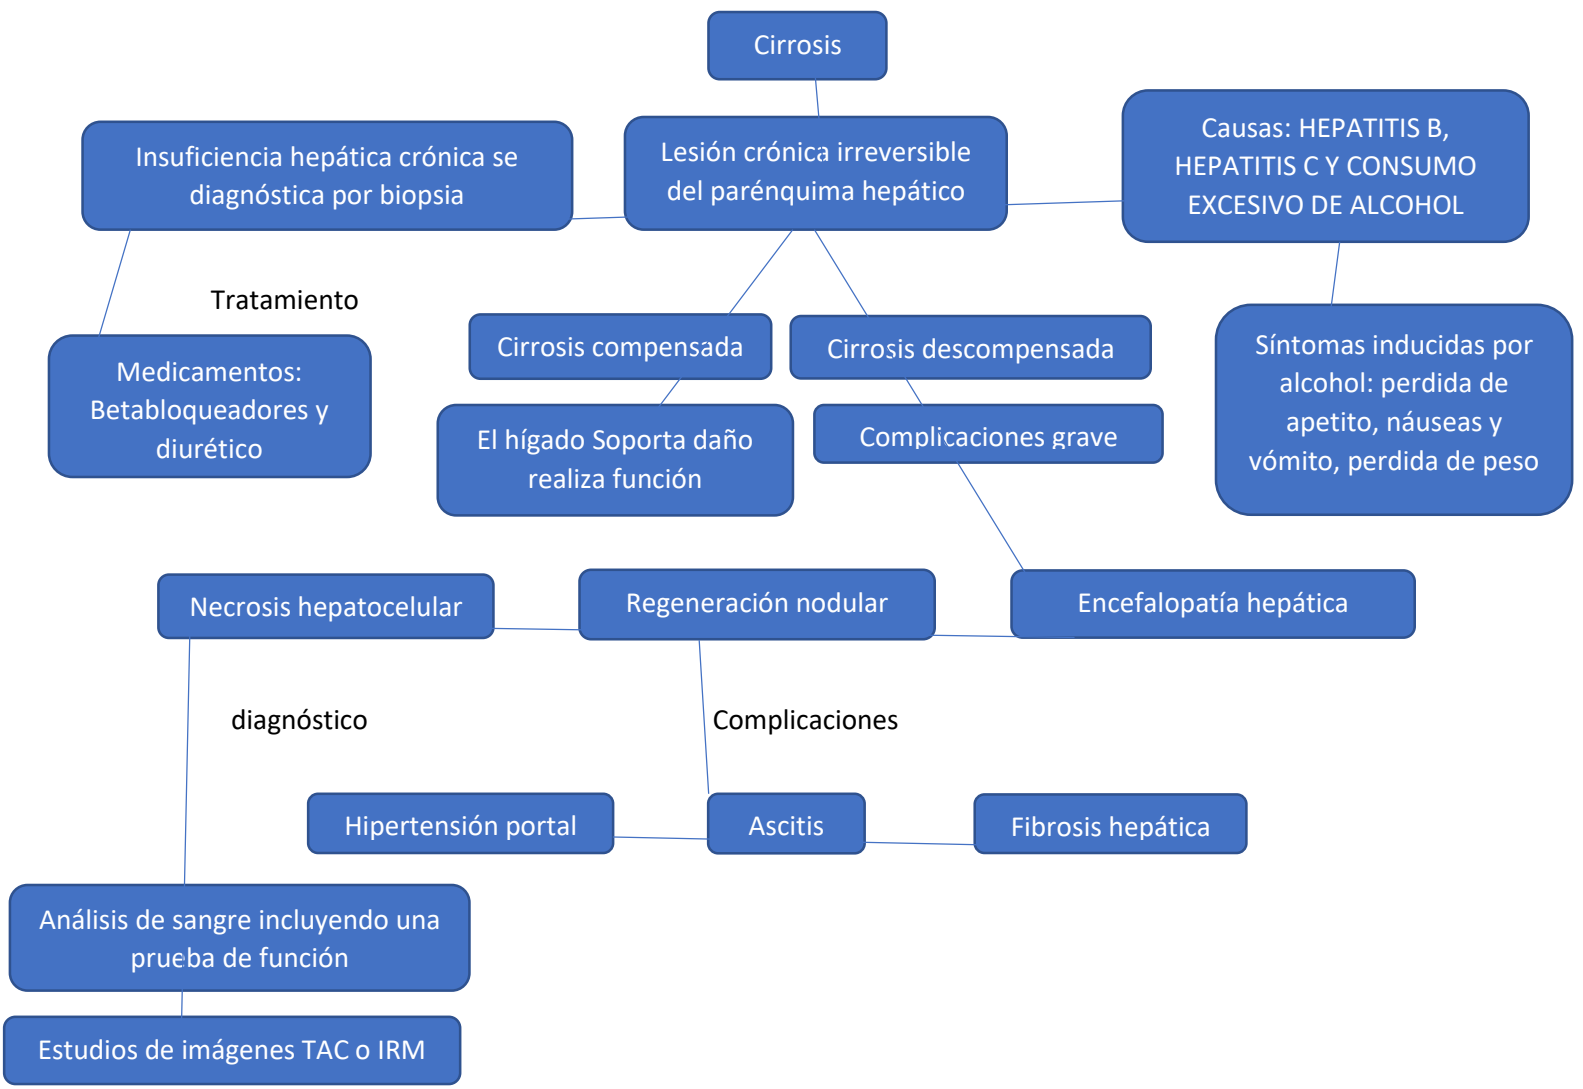 Cirrosis
Insuficiencia hepática crónica se
diagnóstica por biopsia
Lesión crónica irreversible
del parénquima hepático
Causas: HEPATITIS B,
HEPATITIS C Y CONSUMO
EXCESIVO DE ALCOHOL
Tratamiento
Medicamentos:
Betabloqueadores y
diurético
Cirrosis compensada
Cirrosis descompensada
Síntomas inducidas por
alcohol: perdida de
apetito, náuseas y
vómito, perdida de peso
El hígado Soporta daño
realiza función
Complicaciones grave
Necrosis hepatocelular
Regeneración nodular
Encefalopatía hepática
diagnóstico
Complicaciones
Hipertensión portal
Ascitis
Fibrosis hepática
Análisis de sangre incluyendo una
prueba de función
Estudios de imágenes TAC o IRM